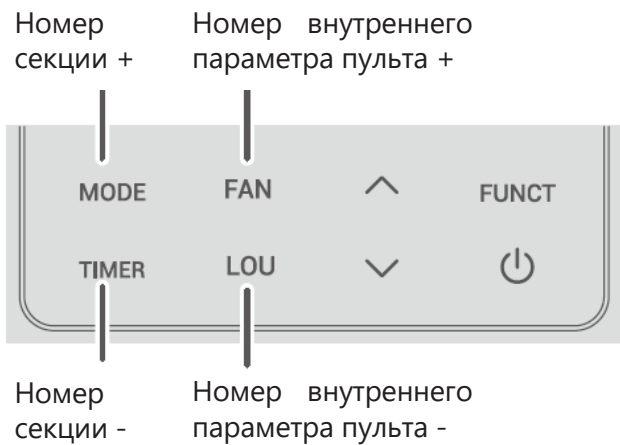 Номер
секции +
Номер внутреннего
параметра пульта +
MODE FAN FUNCT
TIMER LOU
Номер
секции -
Номер внутреннего
параметра пульта -